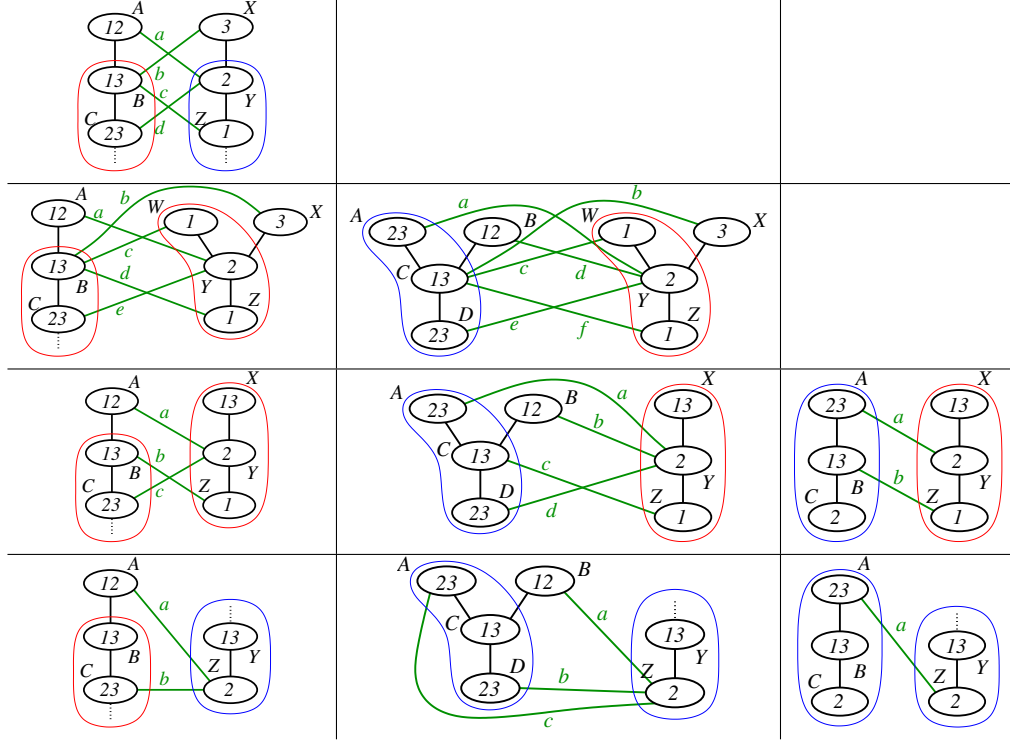 A X
12 a 3
b
13 c 2
B Y
C Z
23 d 1
b
A W X
12 a 1 3
c
13 2
B d Y
C Z
23 e 1
b
A a B W
23 12 1 3 X
C 13 c d 2
Y
D Z
23 e f 1
A X
12 a 13
13 b 2
B Y
C c Z
23 1
A a X
23 12 B 13
b
C 13 c 2
D Z Y
23 d 1
A X
23 a 13
13 b 2
C B Z Y
2 1
A
12 a
13 13
B Z Y
C b
23 2
A B
23 12
a
C 13 13
D b Z Y
23 2
c
A
23 a
13 13
C B Z Y
2 2